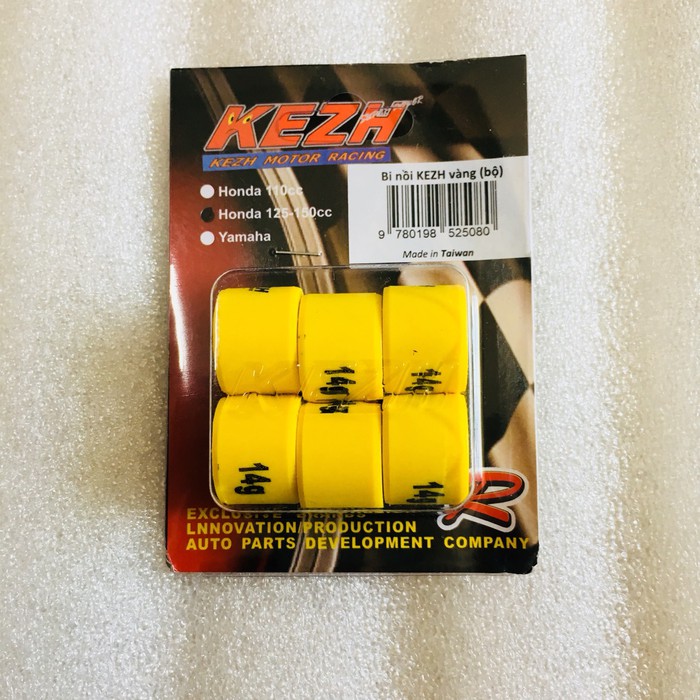 KEZH
KEZH MOTOR RACING
Honda 110cc
Honda 125-150cc
Yamaha
Bi nồi KEZH vàng (bộ)
9 780198 525080
Made in Taiwan
KEZH
14g
14g
14g
14g
EXCLUSIVE
LNNOVATION/PRODUCTION
AUTO PARTS DEVELOPMENT COMPANY
R